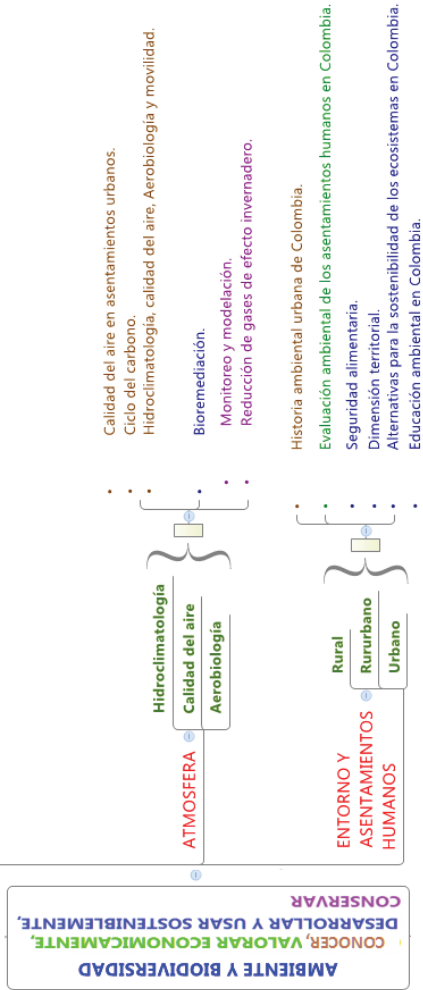 AMBIENTE Y BIODIVERSIDAD
CONOCER, VALORAR ECONOMICAMENTE,
DESARROLLAR Y USAR SOSTENIBLEMENTE,
CONSERVAR
ATMOSFERA
Hidroclimatología
Calidad del aire
Aerobiología
Calidad del aire en asentamientos urbanos.
Ciclo del carbono.
Hidroclimatología, calidad del aire, Aerobiología y movilidad.
Bioremediación.
Monitoreo y modelación.
Reducción de gases de efecto invernadero.
ENTORNO Y
ASENTAMIENTOS
HUMANOS
Rural
Rururbano
Urbano
Historia ambiental urbana de Colombia.
Evaluación ambiental de los asentamientos humanos en Colombia.
Seguridad alimentaria.
Dimensión territorial.
Alternativas para la sostenibilidad de los ecosistemas en Colombia.
Educación ambiental en Colombia.